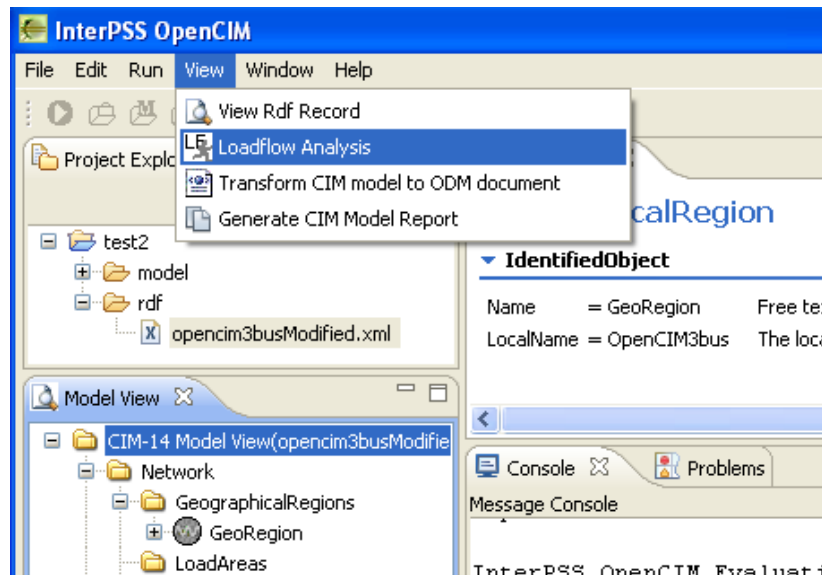 InterPSS OpenCIM
File Edit Run View Window Help
View Rdf Record
Loadflow Analysis
Transform CIM model to ODM document
Generate CIM Model Report
Project Explo
test2
model
rdf
opencim3busModified.xml
calRegion
IdentifiedObject
Name = GeoRegion Free te
LocalName = OpenCIM3bus The loca
Model View
CIM-14 Model View(opencim3busModifie
Network
GeographicalRegions
GeoRegion
LoadAreas
Console Problems
Message Console
InterPSS OpenCIM Evaluati